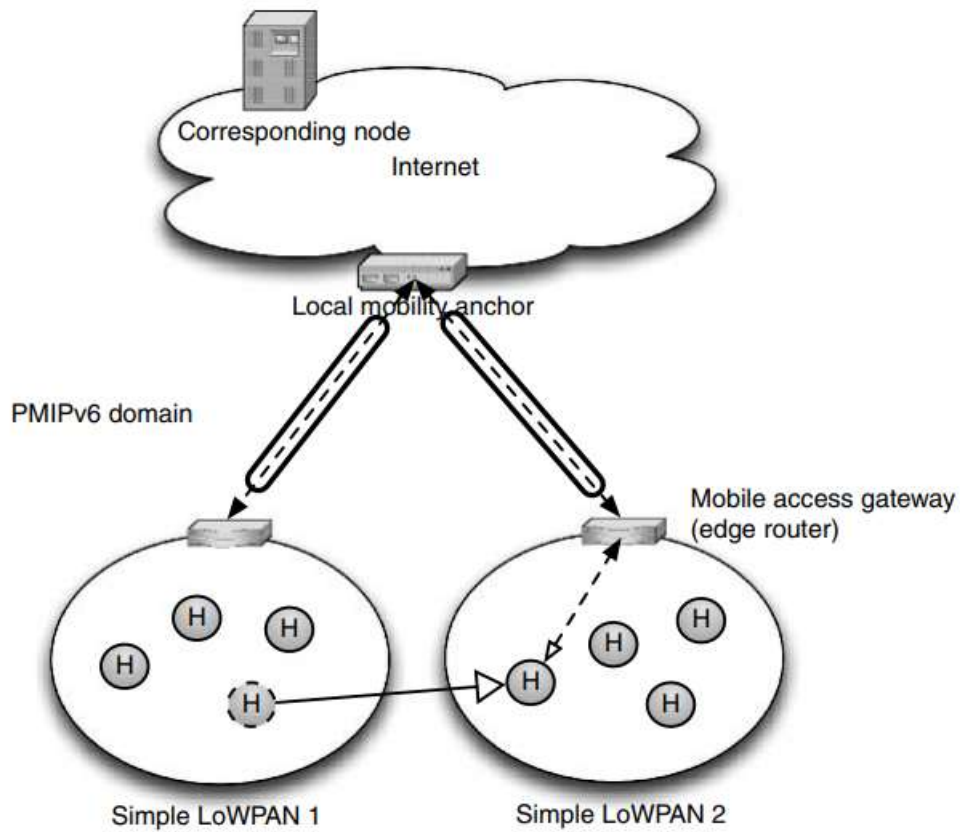 Corresponding node
Internet
Local mobility anchor
PMIPv6 domain
Mobile access gateway
(edge router)
H
H
H
H
H
H
H
H
Simple LoWPAN 1
Simple LoWPAN 2